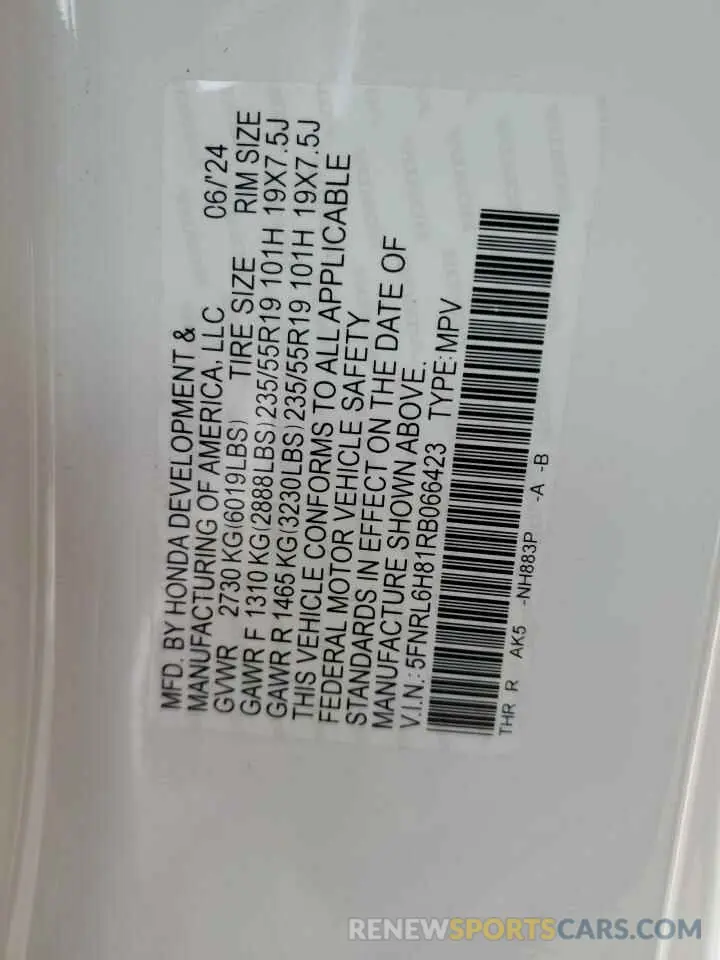 MFD. BY HONDA DEVELOPMENT &
MANUFACTURING OF AMERICA, LLC 06/'24
GVWR 2730 KG(6019LBS) TIRE SIZE RIM SIZE
GAWR F 1310 KG(2888LBS) 235/55R19 101H 19X7.5J
GAWR R 1465 KG(3230LBS) 235/55R19 101H 19X7.5J
THIS VEHICLE CONFORMS TO ALL APPLICABLE
FEDERAL MOTOR VEHICLE SAFETY
STANDARDS IN EFFECT ON THE DATE OF
MANUFACTURE SHOWN ABOVE.
V.I.N.: 5FNRL6H81RB066423 TYPE: MPV
THR R AK5 -NH883P -A -B
RENEWSPORTSCARS.COM